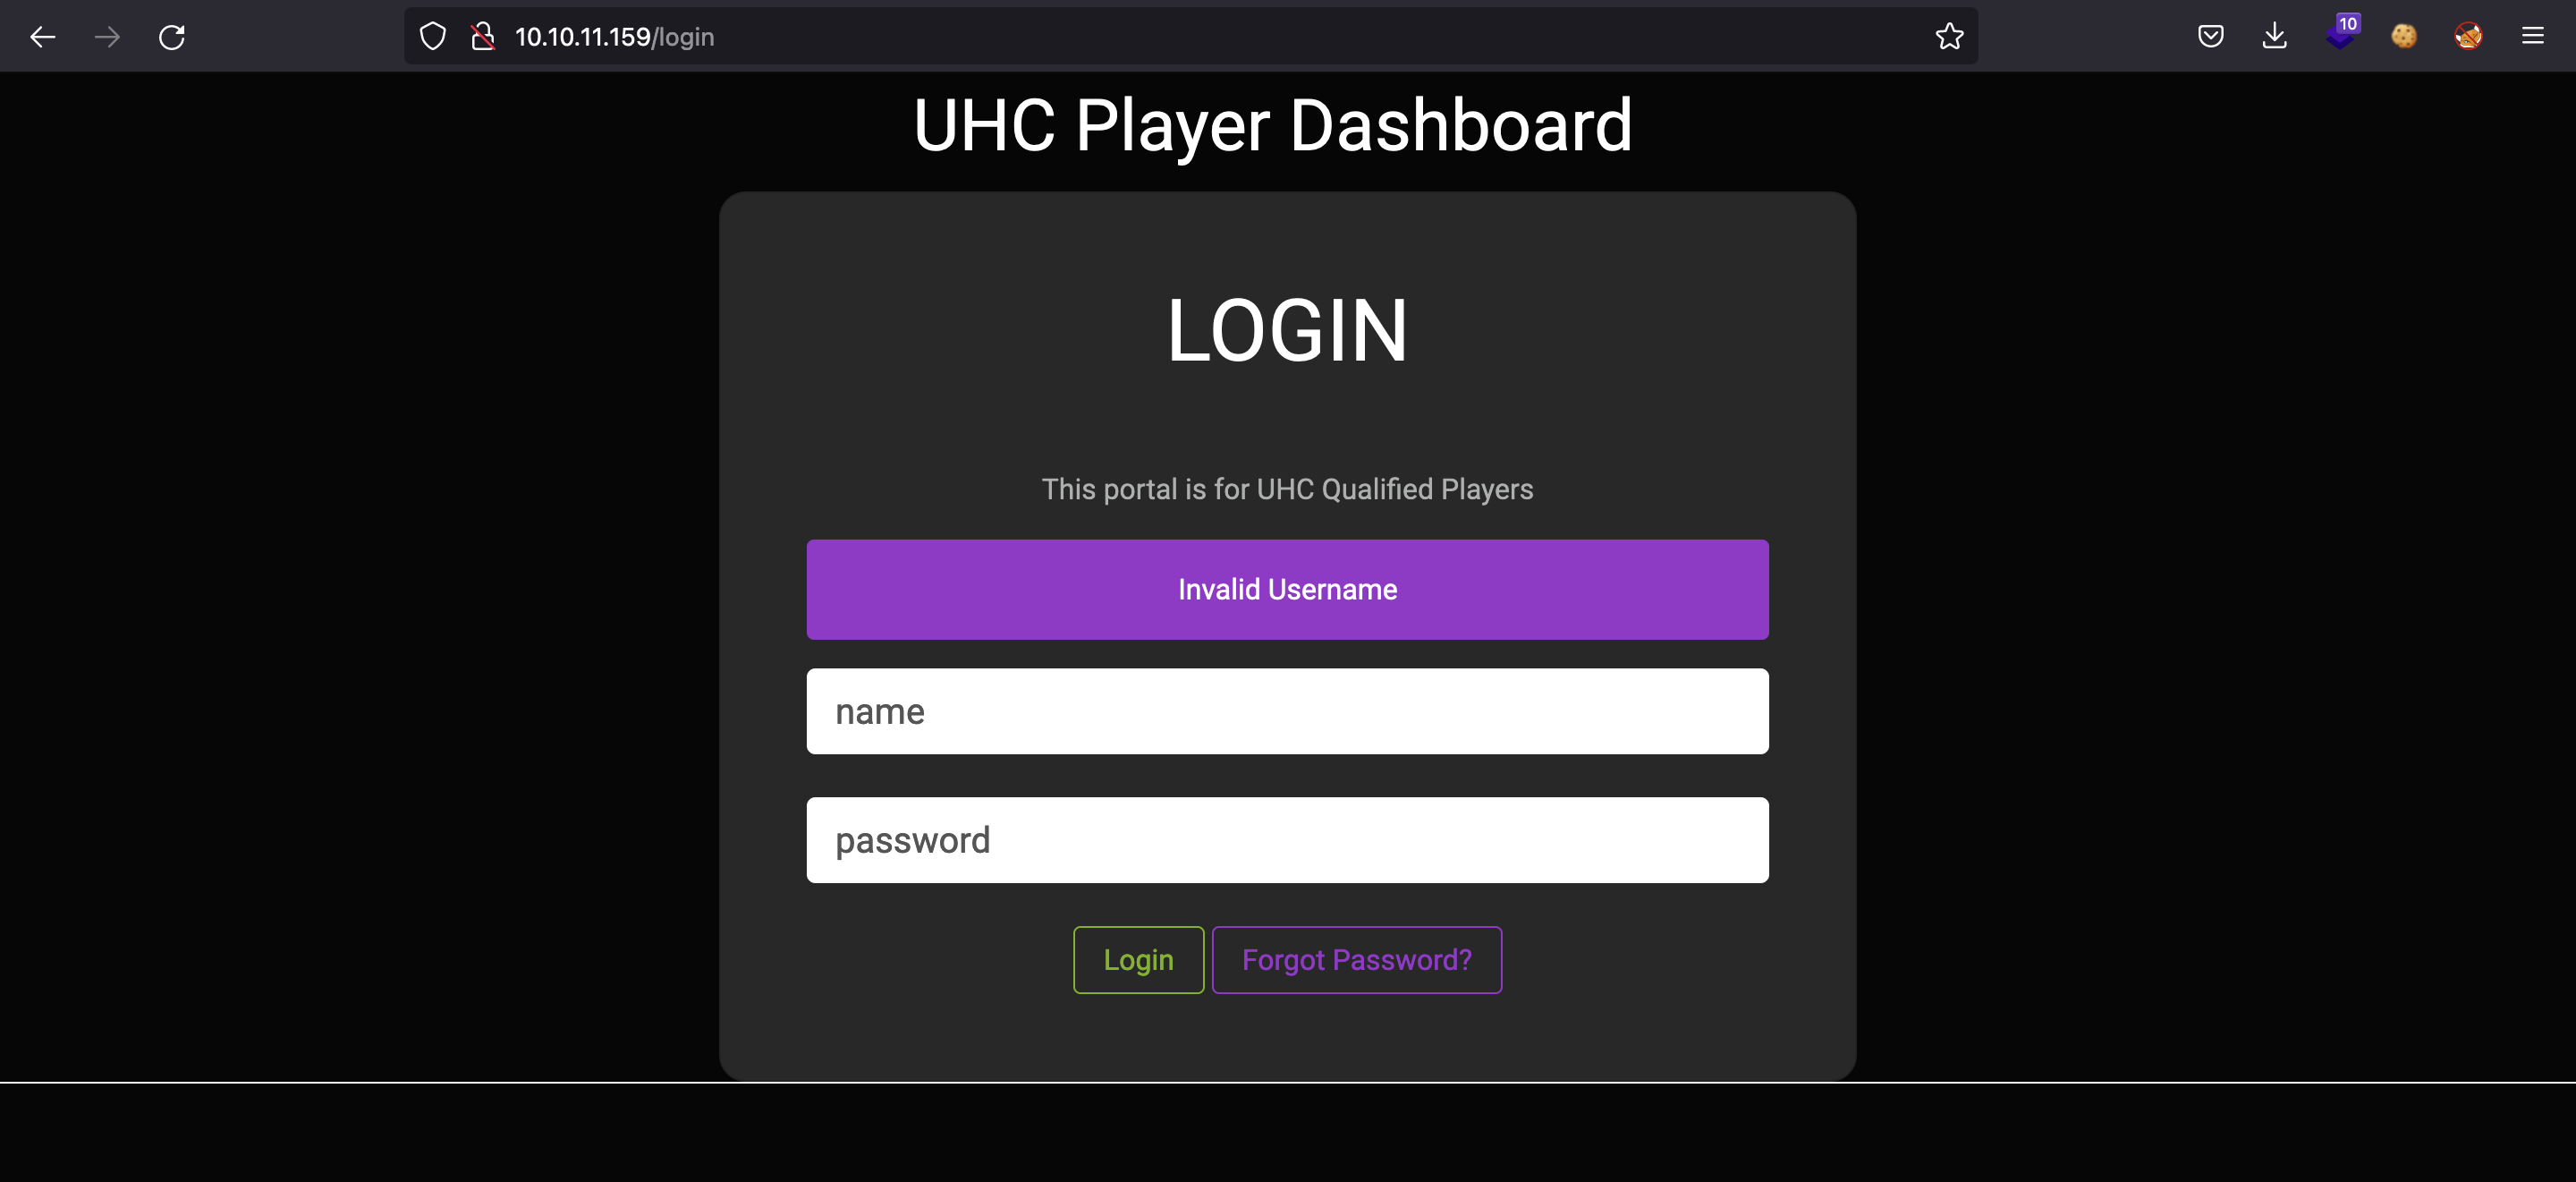 10.10.11.159/login
10
UHC Player Dashboard
LOGIN
This portal is for UHC Qualified Players
Invalid Username
name
password
Login Forgot Password?